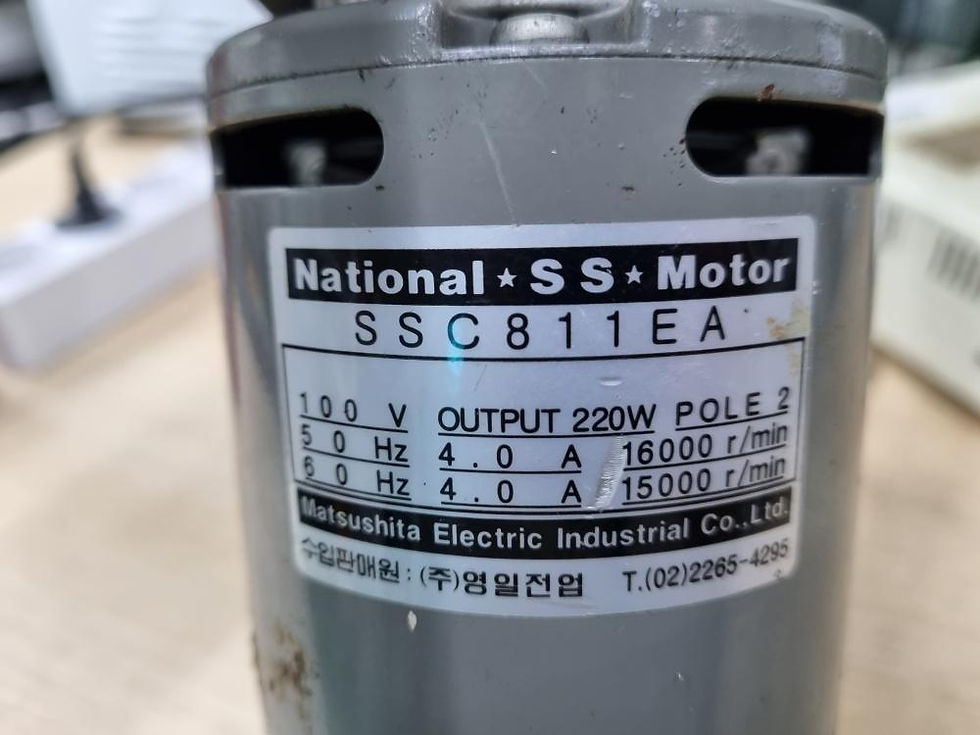 National ★ S S ★ Motor
SSC811EA
100 V OUTPUT 220W POLE 2
50 Hz 4.0 A 16000 r/min
60 Hz 4.0 A 15000 r/min
Matsushita Electric Industrial Co.,Ltd.
수입판매원 : (주)영일전업 T.(02)2265-4295